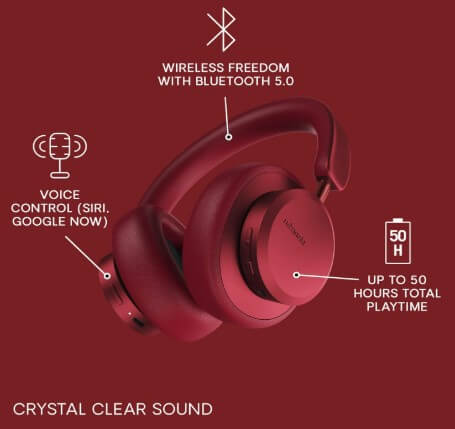 WIRELESS FREEDOM
WITH BLUETOOTH 5.0
VOICE
CONTROL (SIRI,
GOOGLE NOW)
50
H
UP TO 50
HOURS TOTAL
PLAYTIME
CRYSTAL CLEAR SOUND